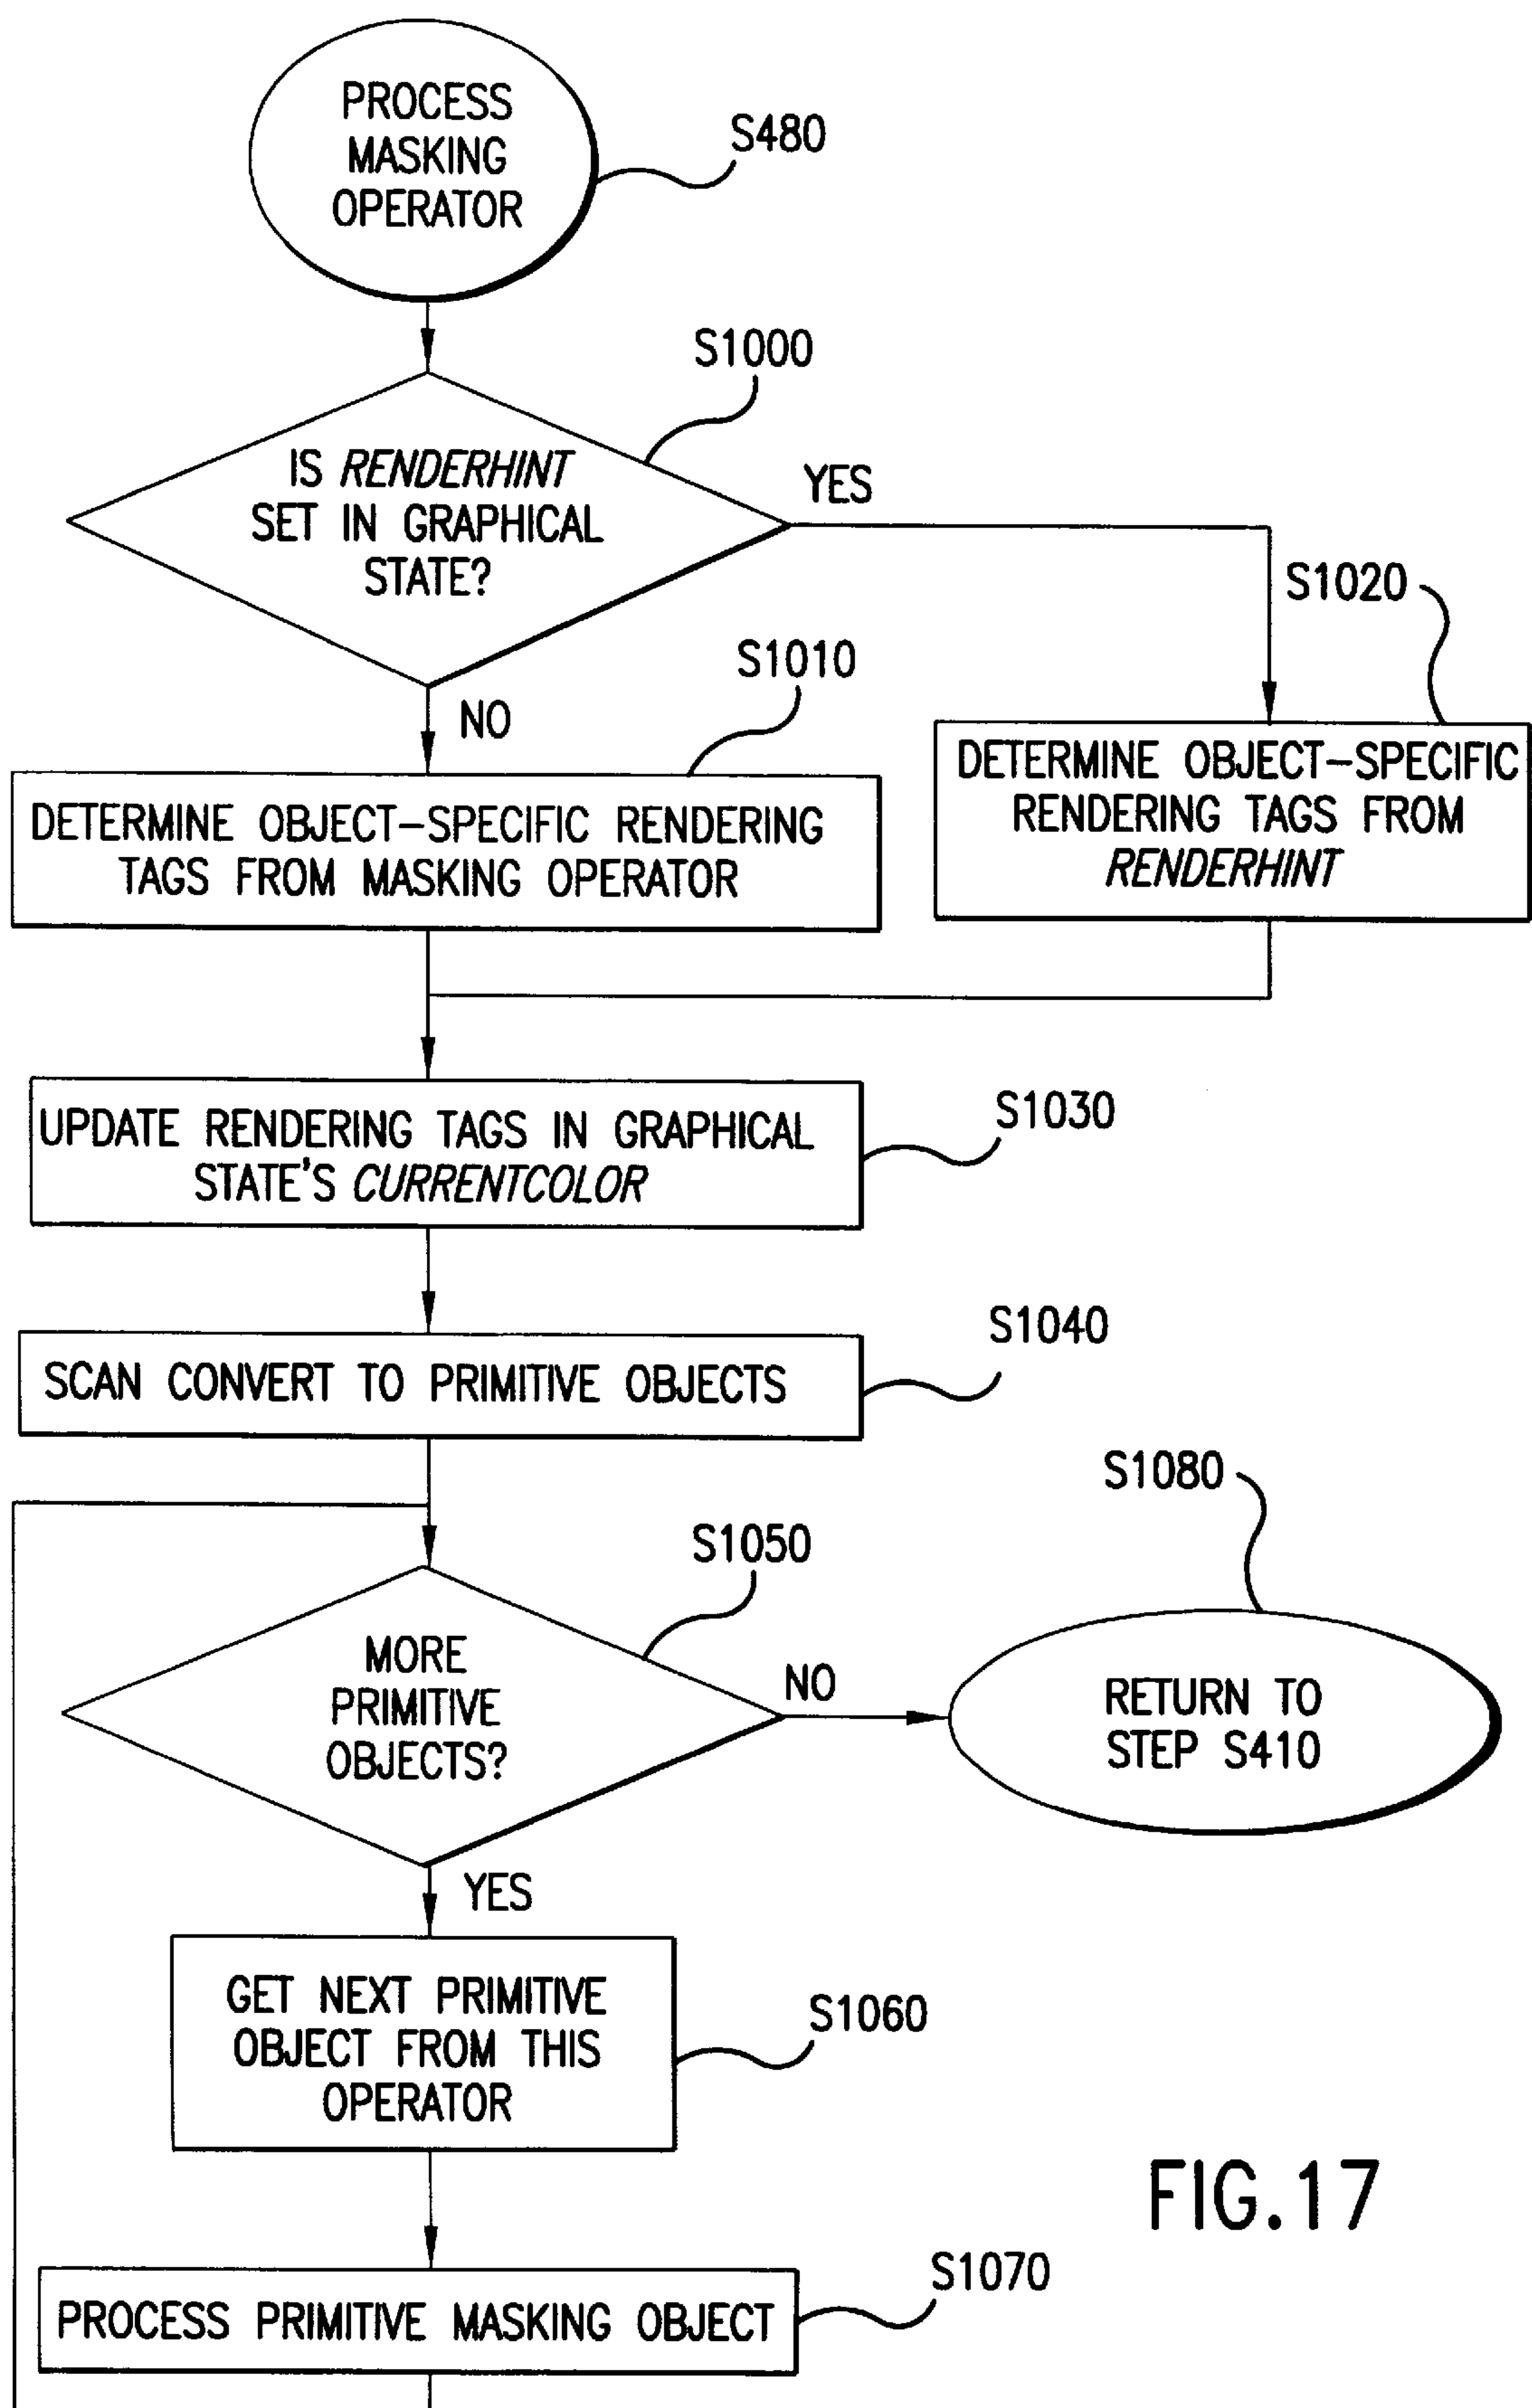 PROCESS
MASKING
OPERATOR
S480
S1000
IS RENDERHINT
SET IN GRAPHICAL
STATE?
YES
S1020
S1010
NO
DETERMINE OBJECT-SPECIFIC
RENDERING TAGS FROM
RENDERHINT
DETERMINE OBJECT-SPECIFIC RENDERING
TAGS FROM MASKING OPERATOR
UPDATE RENDERING TAGS IN GRAPHICAL
STATE'S CURRENTCOLOR
S1030
S1040
SCAN CONVERT TO PRIMITIVE OBJECTS
S1080
S1050
MORE
PRIMITIVE
OBJECTS?
NO
RETURN TO
STEP S410
YES
GET NEXT PRIMITIVE
OBJECT FROM THIS
OPERATOR
S1060
FIG.17
S1070
PROCESS PRIMITIVE MASKING OBJECT